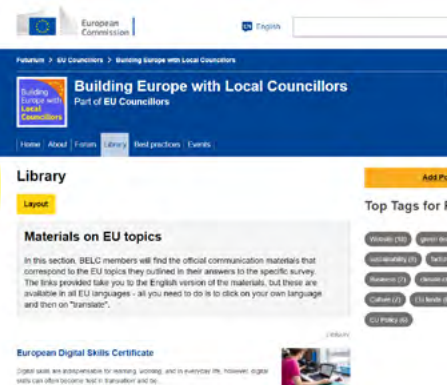 European
Commission
EN English
Futurium > EU Councillors > Building Europe with Local Councillors
Building
Europe with
Local
Councillors
Building Europe with Local Councillors
Part of EU Councillors
Home About Forum Library Best practices Events
Library
Layout
Add Po
Top Tags for
Materials on EU topics
In this section, BELC members will find the official communication materials that
correspond to the EU topics they outlined in their answers to the specific survey.
The links provided take you to the English version of the materials, but these are
available in all EU languages - all you need to do is to click on your own language
and then on "translate".
Business (7)
Culture (7)
EU Policy (6)
European Digital Skills Certificate
Digital skills are indispensable for learning, working, and in everyday life, however, digital
skills can often become 'lost in translation' and be